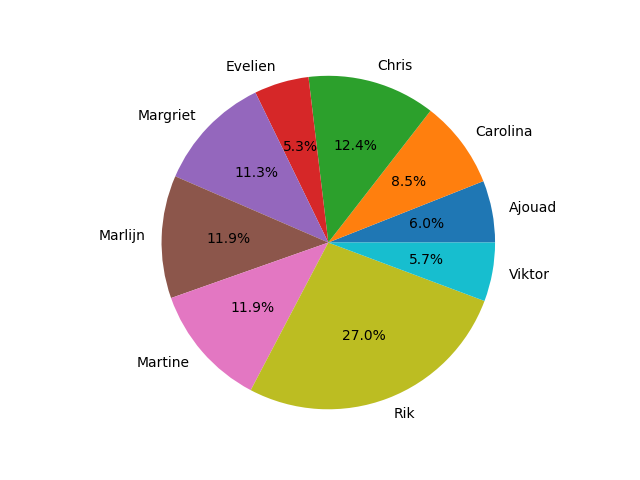 Evelien
Chris
Margriet
Carolina
5.3%
12.4%
11.3%
8.5%
Ajouad
6.0%
Marlijn
11.9%
5.7%
Viktor
11.9%
27.0%
Martine
Rik